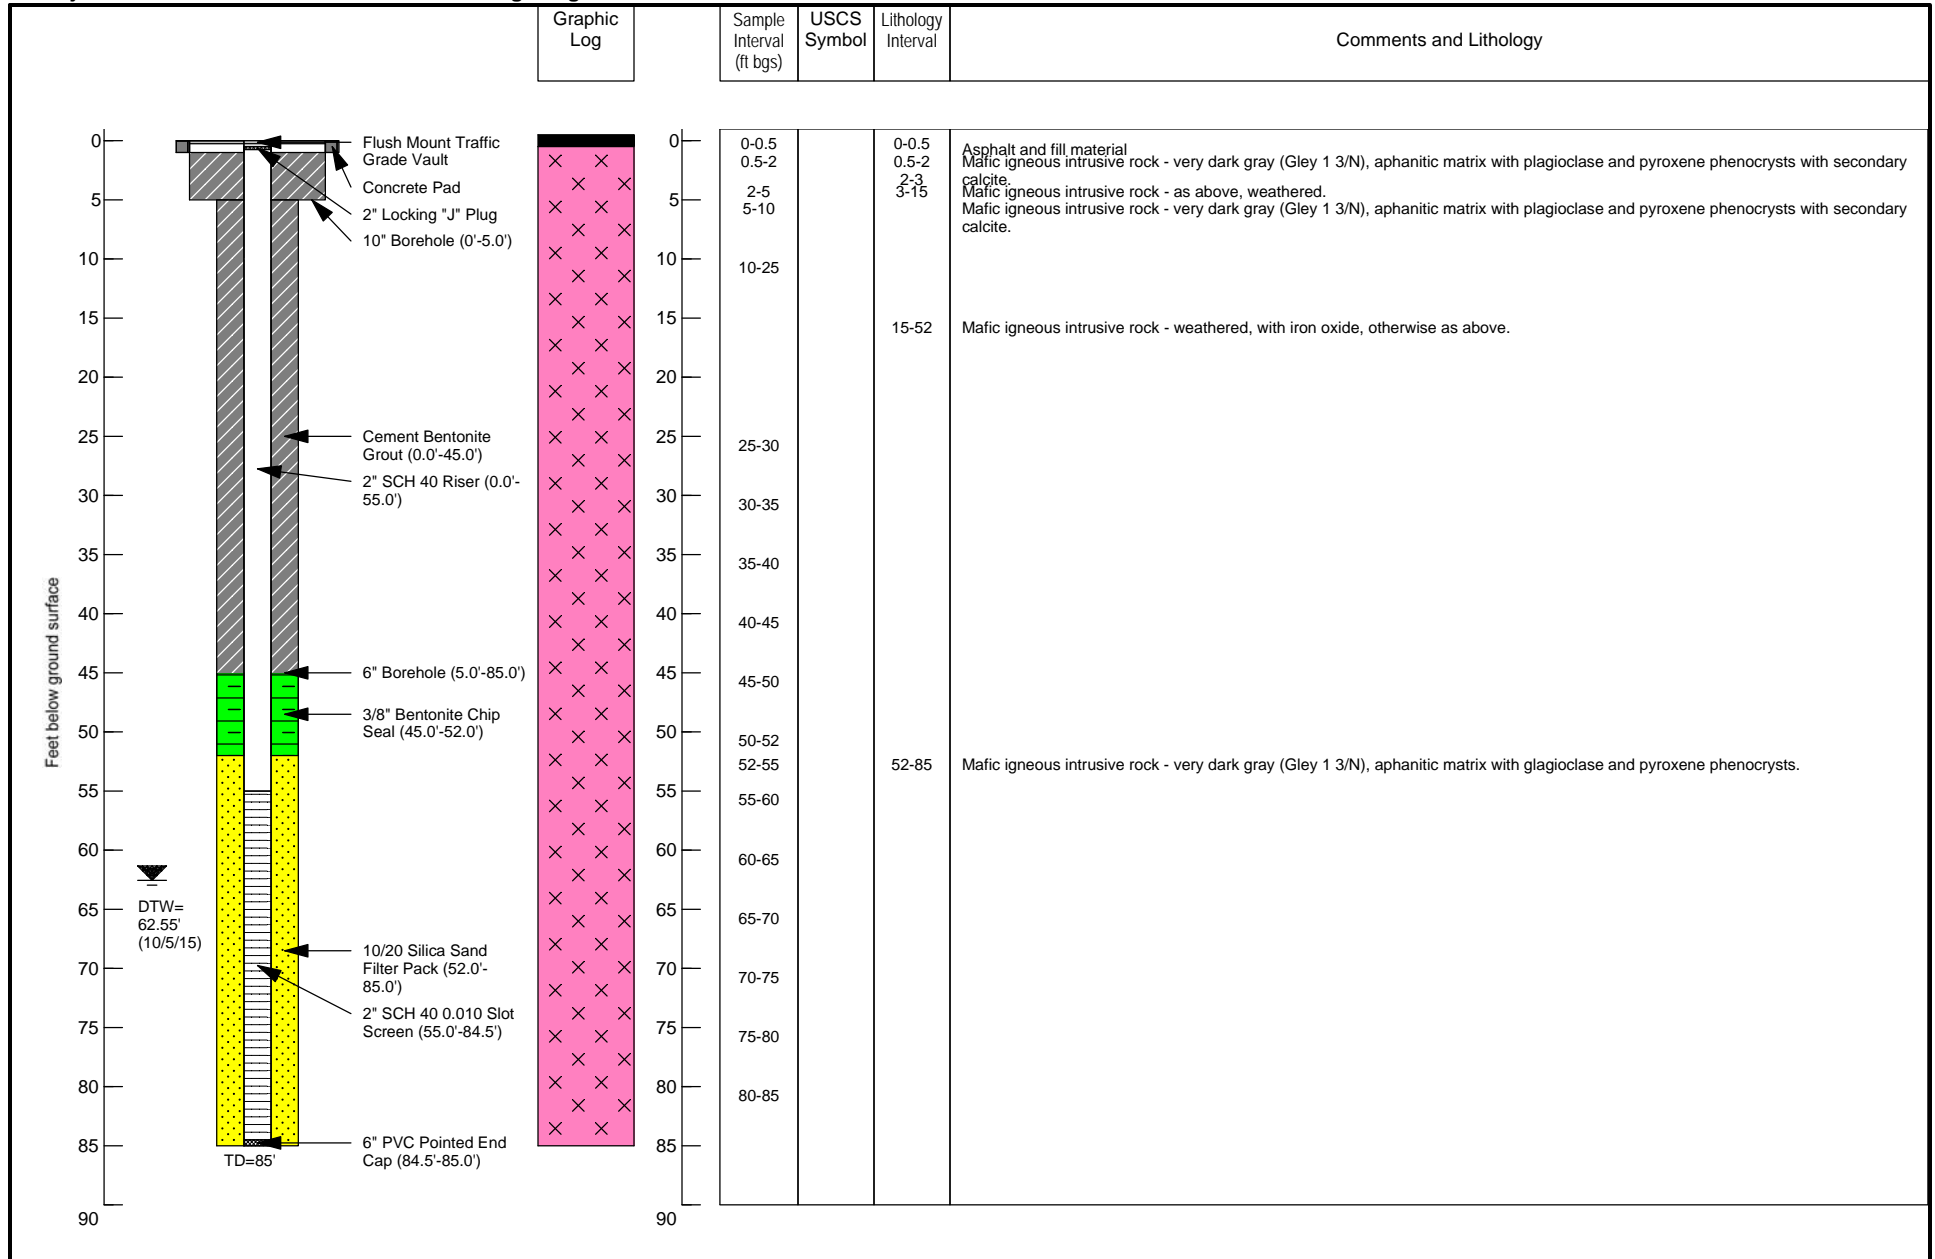 Graphic
Log
Sample
Interval
(ft bgs)
USCS
Symbol
Lithology
Interval
Comments and Lithology
Feet below ground surface
0
5
10
15
20
25
30
35
40
45
50
55
60
65
70
75
80
85
90
Flush Mount Traffic
Grade Vault
Concrete Pad
2" Locking "J" Plug
10" Borehole (0'-5.0')
Cement Bentonite
Grout (0.0'-45.0')
2" SCH 40 Riser (0.0'-
55.0')
6" Borehole (5.0'-85.0')
3/8" Bentonite Chip
Seal (45.0'-52.0')
DTW=
62.55'
(10/5/15)
10/20 Silica Sand
Filter Pack (52.0'-
85.0')
2" SCH 40 0.010 Slot
Screen (55.0'-84.5')
6" PVC Pointed End
Cap (84.5'-85.0')
TD=85'
0
5
10
15
20
25
30
35
40
45
50
55
60
65
70
75
80
85
90
0-0.5
0.5-2
2-5
5-10
10-25
25-30
30-35
35-40
40-45
45-50
50-52
52-55
55-60
60-65
65-70
70-75
75-80
80-85
0-0.5
0.5-2
2-3
3-15
15-52
52-85
Asphalt and fill material
Mafic igneous intrusive rock - very dark gray (Gley 1 3/N), aphanitic matrix with plagioclase and pyroxene phenocrysts with secondary
calcite.
Mafic igneous intrusive rock - as above, weathered.
Mafic igneous intrusive rock - very dark gray (Gley 1 3/N), aphanitic matrix with plagioclase and pyroxene phenocrysts with secondary
calcite.
Mafic igneous intrusive rock - weathered, with iron oxide, otherwise as above.
Mafic igneous intrusive rock - very dark gray (Gley 1 3/N), aphanitic matrix with glagioclase and pyroxene phenocrysts.